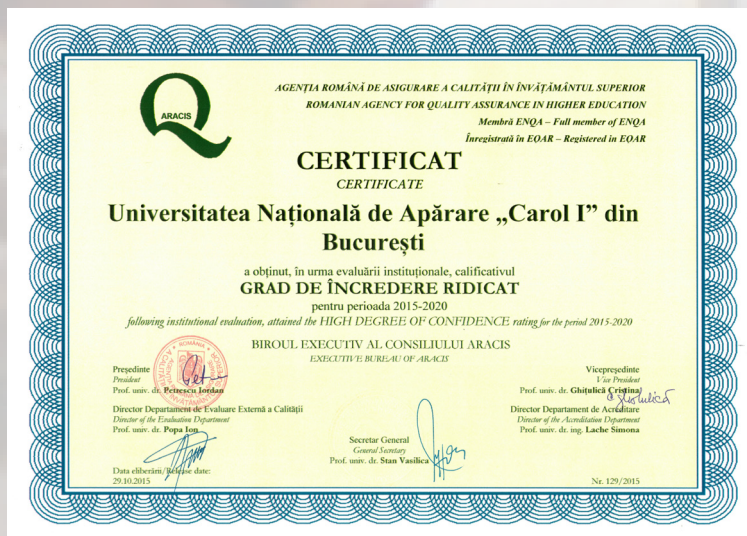 ARACIS
AGENȚIA ROMÂNĂ DE ASIGURARE A CALITĂȚII ÎN ÎNVĂȚĂMÂNTUL SUPERIOR
ROMANIAN AGENCY FOR QUALITY ASSURANCE IN HIGHER EDUCATION
Membră ENQA – Full member of ENQA
Înregistrată în EQAR – Registered in EQAR
CERTIFICAT
CERTIFICATE
Universitatea Națională de Apărare „Carol I” din
București
a obținut, în urma evaluării instituționale, calificativul
GRAD DE ÎNCREDERE RIDICAT
pentru perioada 2015-2020
following institutional evaluation, attained the HIGH DEGREE OF CONFIDENCE rating for the period 2015-2020
BIROUL EXECUTIV AL CONSILIULUI ARACIS
EXECUTIVE BUREAU OF ARACIS
Președinte
President
Prof. univ. dr. Petrescu Iordan
Director Departament de Evaluare Externă a Calității
Director of the Evaluation Department
Prof. univ. dr. Popa Ion
Data eliberării/Release date:
29.10.2015
ROMÂNIA
Secretar General
General Secretary
Prof. univ. dr. Stan Vasilica
Vicepreședinte
Vice President
Prof. univ. dr. Ghițulică Cristina
Director Departament de Acreditare
Director of the Accreditation Department
Prof. univ. dr. ing. Lache Simona
Nr. 129/2015